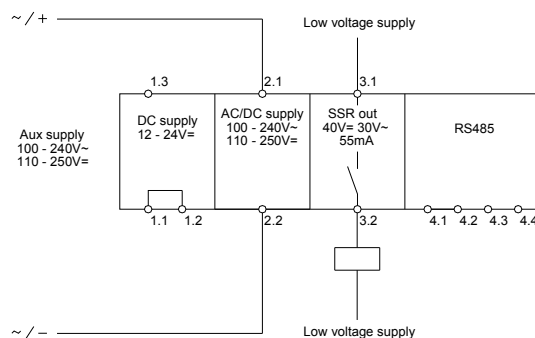 ~ / +
Low voltage supply
1.3
2.1
3.1
Aux supply
100 - 240V~
110 - 250V=
DC supply
12 - 24V=
AC/DC supply
100 - 240V~
110 - 250V=
SSR out
40V= 30V~
55mA
RS485
1.1
1.2
2.2
3.2
4.1
4.2
4.3
4.4
~ / −
Low voltage supply